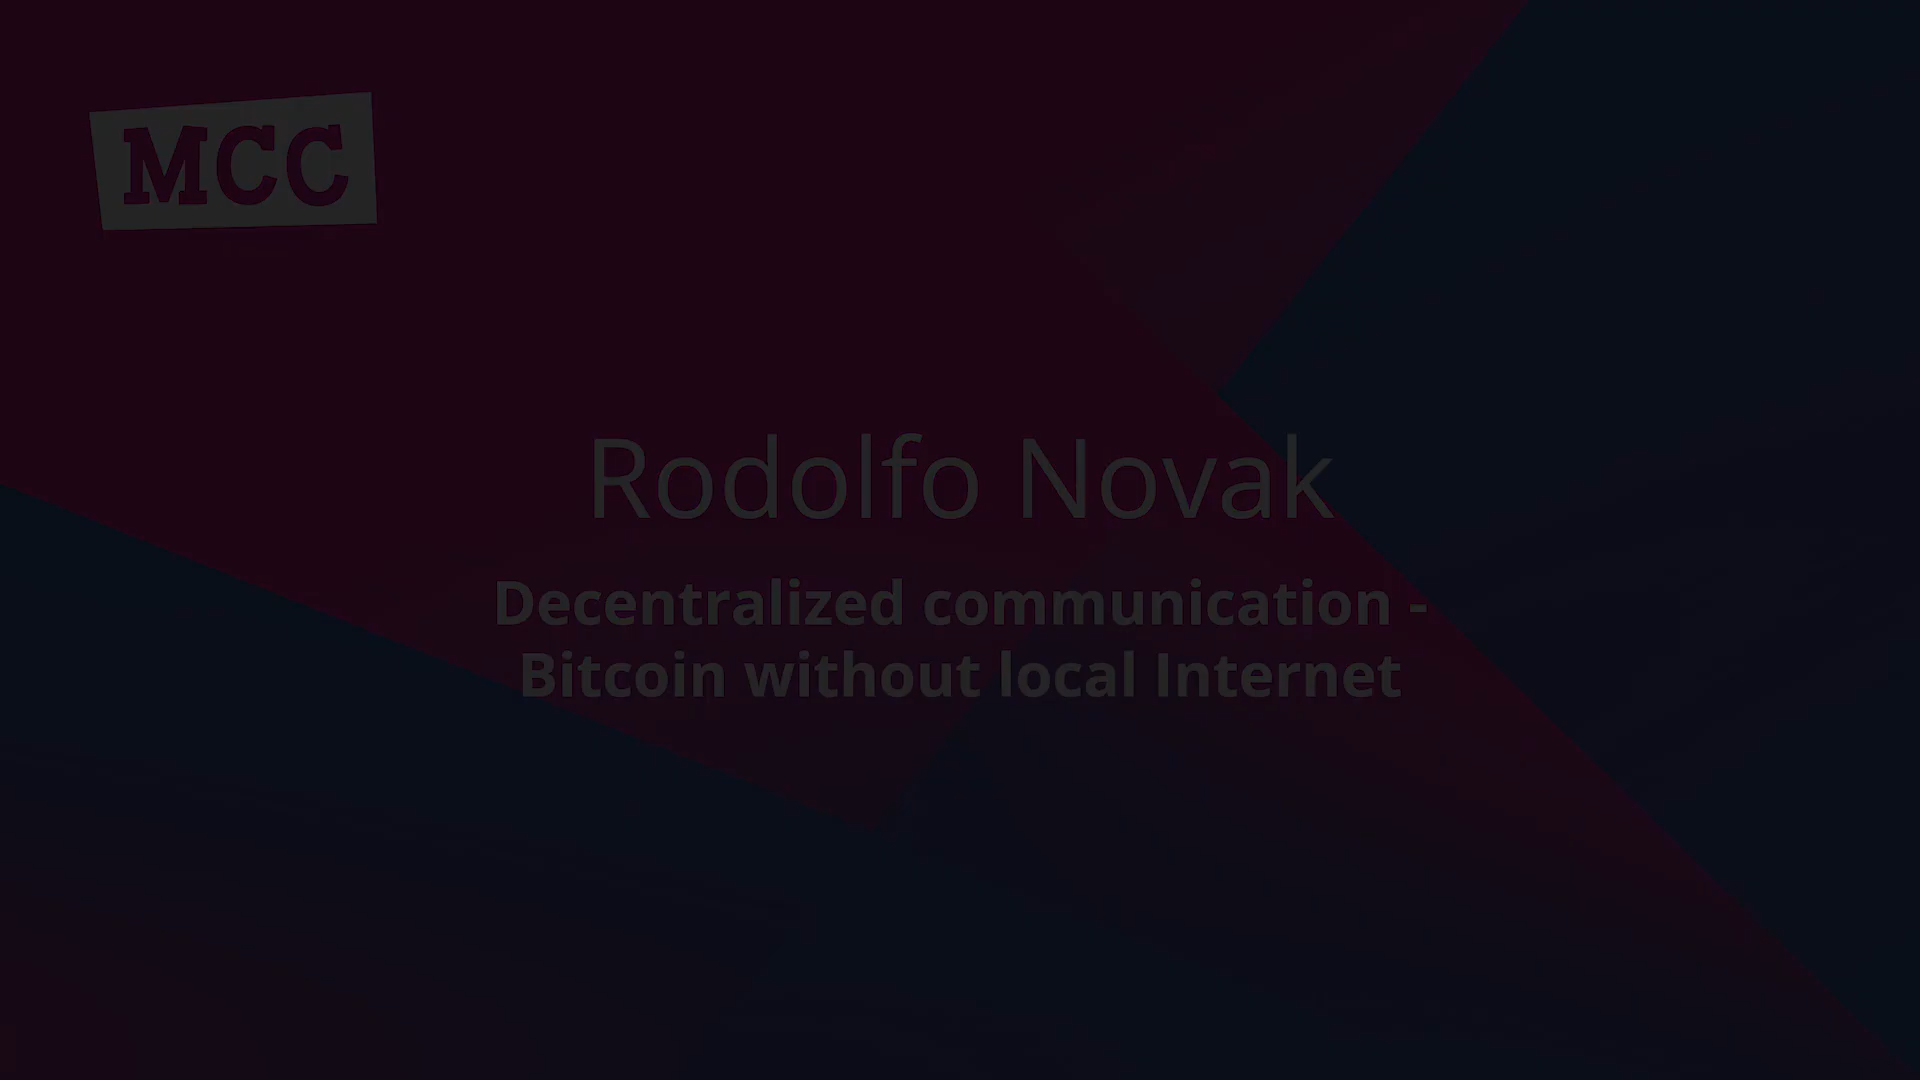 MCC
Rodolfo Novak
Decentralized communication -
Bitcoin without local Internet